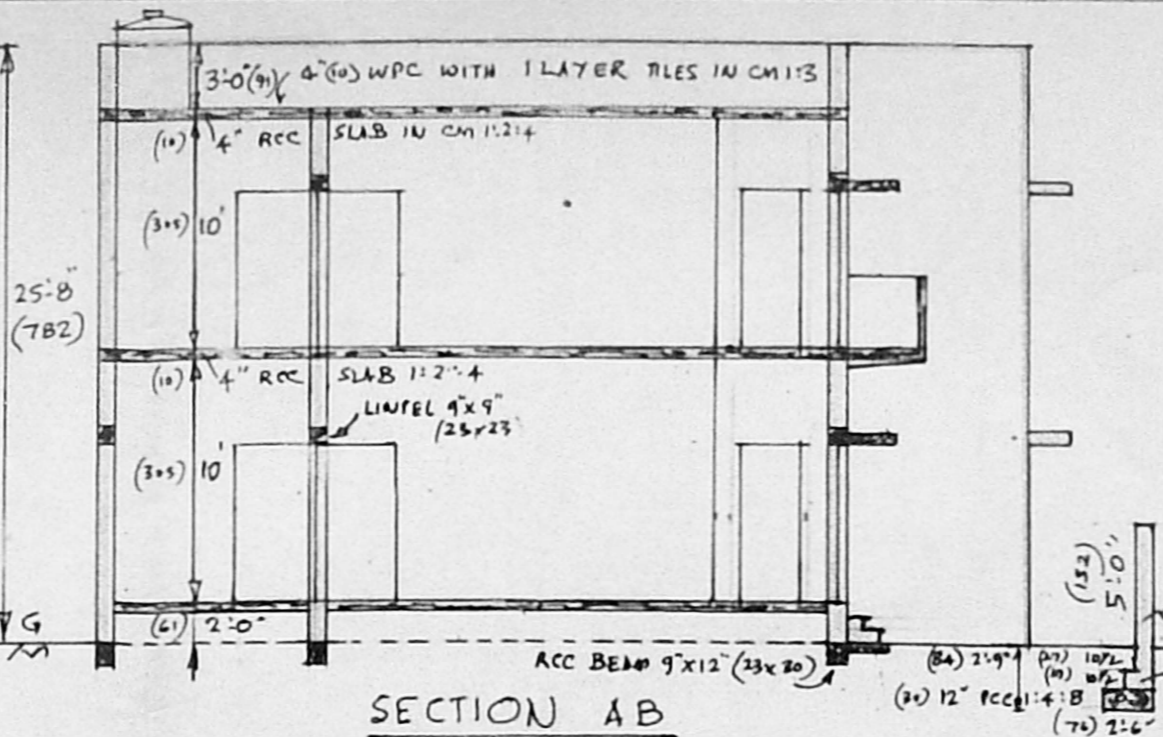 3'-0"(91) 4"(10) WPC WITH 1 LAYER TILES IN CM 1:3
(10) 4" RCC SLAB IN CM 1:2:4
(305) 10'
25'-8"
(782)
(10) 4" RCC SLAB 1:2:4
LINTEL 9"x9"
(23x23
(305) 10'
(152)
5'-0"
G
(61) 2'-0"
RCC BEAM 9"x12" (23x30)
(84) 2'-9" (27) 10½
10½
(30) 12" PCC 1:4:8
(76) 2'-6"
SECTION AB